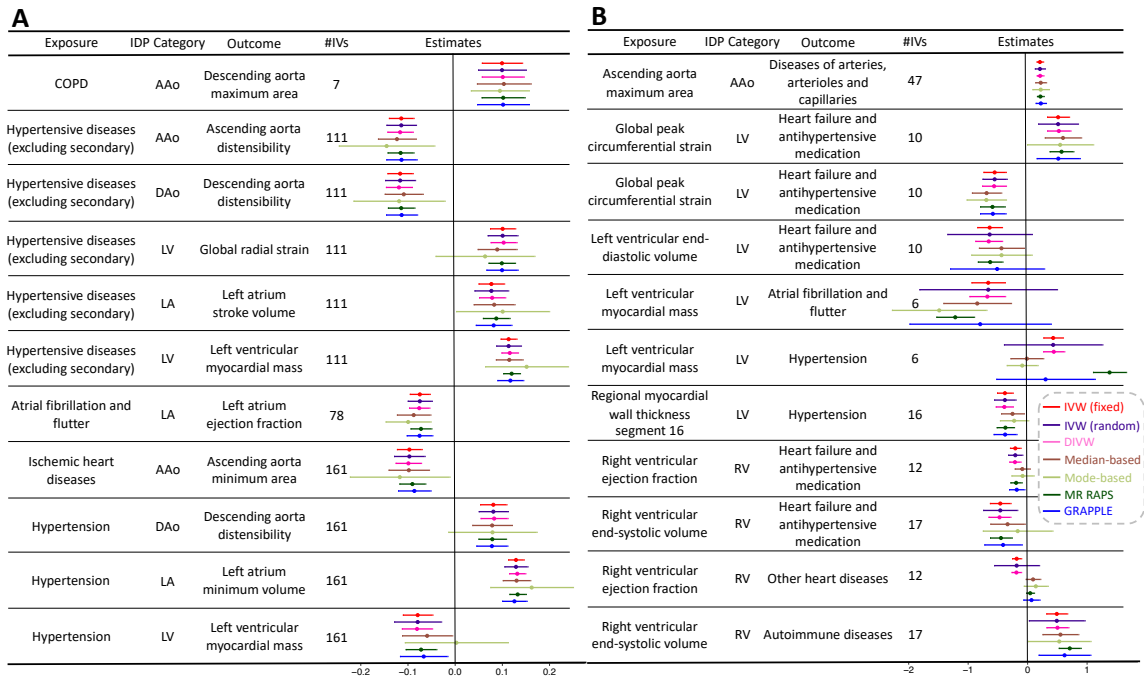 A
Exposure IDP Category Outcome #IVs Estimates
COPD AAo Descending aorta maximum area 7
Hypertensive diseases (excluding secondary) AAo Ascending aorta distensibility 111
Hypertensive diseases (excluding secondary) DAo Descending aorta distensibility 111
Hypertensive diseases (excluding secondary) LV Global radial strain 111
Hypertensive diseases (excluding secondary) LA Left atrium stroke volume 111
Hypertensive diseases (excluding secondary) LV Left ventricular myocardial mass 111
Atrial fibrillation and flutter LA Left atrium ejection fraction 78
Ischemic heart diseases AAo Ascending aorta minimum area 161
Hypertension DAo Descending aorta distensibility 161
Hypertension LA Left atrium minimum volume 161
Hypertension LV Left ventricular myocardial mass 161
−0.2 −0.1 0.0 0.1 0.2
B
Exposure IDP Category Outcome #IVs Estimates
Ascending aorta maximum area AAo Diseases of arteries, arterioles and capillaries 47
Global peak circumferential strain LV Heart failure and antihypertensive medication 10
Global peak circumferential strain LV Heart failure and antihypertensive medication 10
Left ventricular end-diastolic volume LV Heart failure and antihypertensive medication 10
Left ventricular myocardial mass LV Atrial fibrillation and flutter 6
Left ventricular myocardial mass LV Hypertension 6
Regional myocardial wall thickness segment 16 LV Hypertension 16
Right ventricular ejection fraction RV Heart failure and antihypertensive medication 12
Right ventricular end-systolic volume RV Heart failure and antihypertensive medication 17
Right ventricular ejection fraction RV Other heart diseases 12
Right ventricular end-systolic volume RV Autoimmune diseases 17
−2 −1 0 1
IVW (fixed)
IVW (random)
DIVW
Median-based
Mode-based
MR RAPS
GRAPPLE